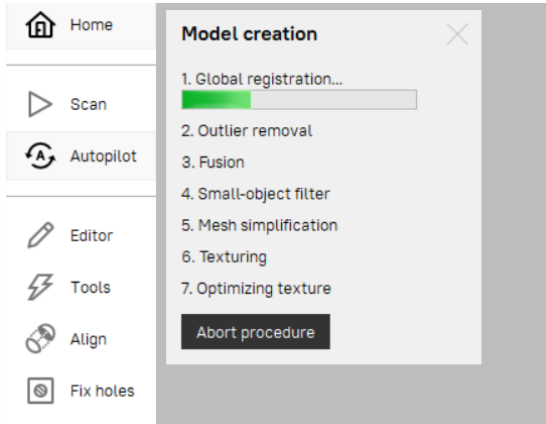 Home
Scan
Autopilot
Editor
Tools
Align
Fix holes
Model creation
1. Global registration...
2. Outlier removal
3. Fusion
4. Small-object filter
5. Mesh simplification
6. Texturing
7. Optimizing texture
Abort procedure